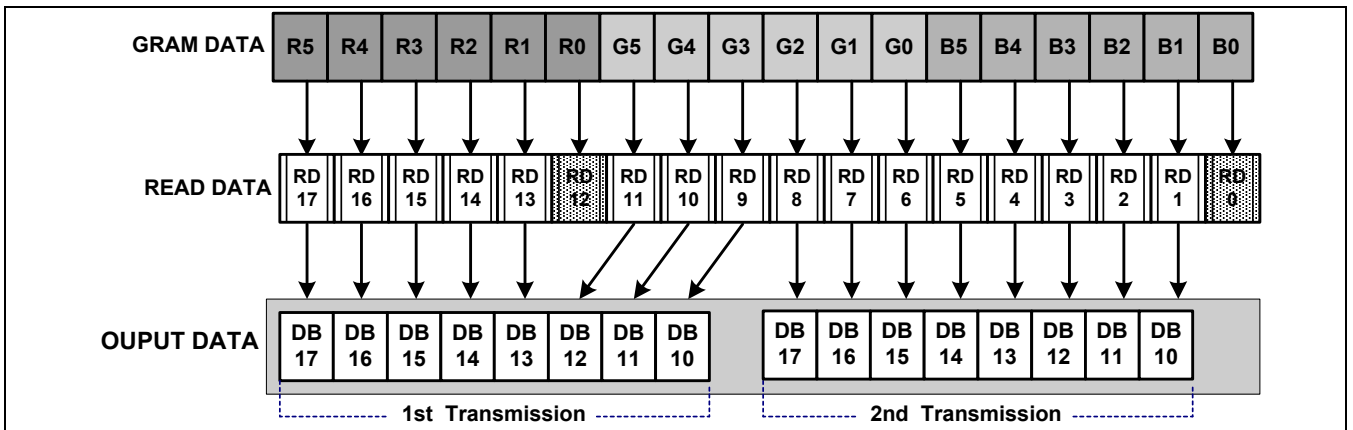 GRAM DATA R5 R4 R3 R2 R1 R0 G5 G4 G3 G2 G1 G0 B5 B4 B3 B2 B1 B0
READ DATA RD 17 RD 16 RD 15 RD 14 RD 13 RD 12 RD 11 RD 10 RD 9 RD 8 RD 7 RD 6 RD 5 RD 4 RD 3 RD 2 RD 1 RD 0
OUPUT DATA DB 17 DB 16 DB 15 DB 14 DB 13 DB 12 DB 11 DB 10 DB 17 DB 16 DB 15 DB 14 DB 13 DB 12 DB 11 DB 10
1st Transmission 2nd Transmission